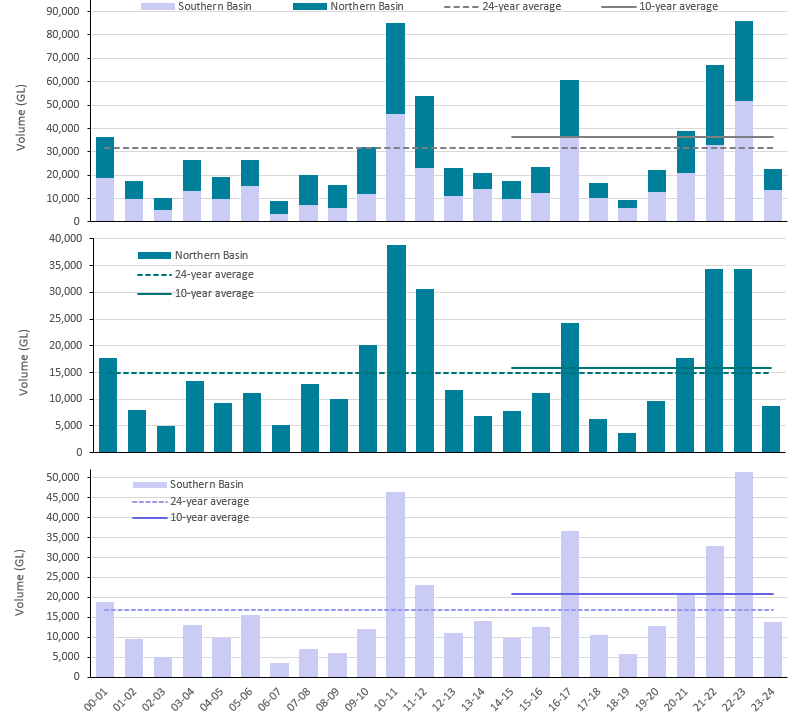 Southern Basin Northern Basin 24-year average 10-year average
90,000
80,000
70,000
60,000
50,000
40,000
30,000
20,000
10,000
0
Volume (GL)
40,000
35,000
30,000
25,000
20,000
15,000
10,000
5,000
0
Volume (GL)
Northern Basin
24-year average
10-year average
50,000
45,000
40,000
35,000
30,000
25,000
20,000
15,000
10,000
5,000
0
Volume (GL)
Southern Basin
24-year average
10-year average
00-01 01-02 02-03 03-04 04-05 05-06 06-07 07-08 08-09 09-10 10-11 11-12 12-13 13-14 14-15 15-16 16-17 17-18 18-19 19-20 20-21 21-22 22-23 23-24